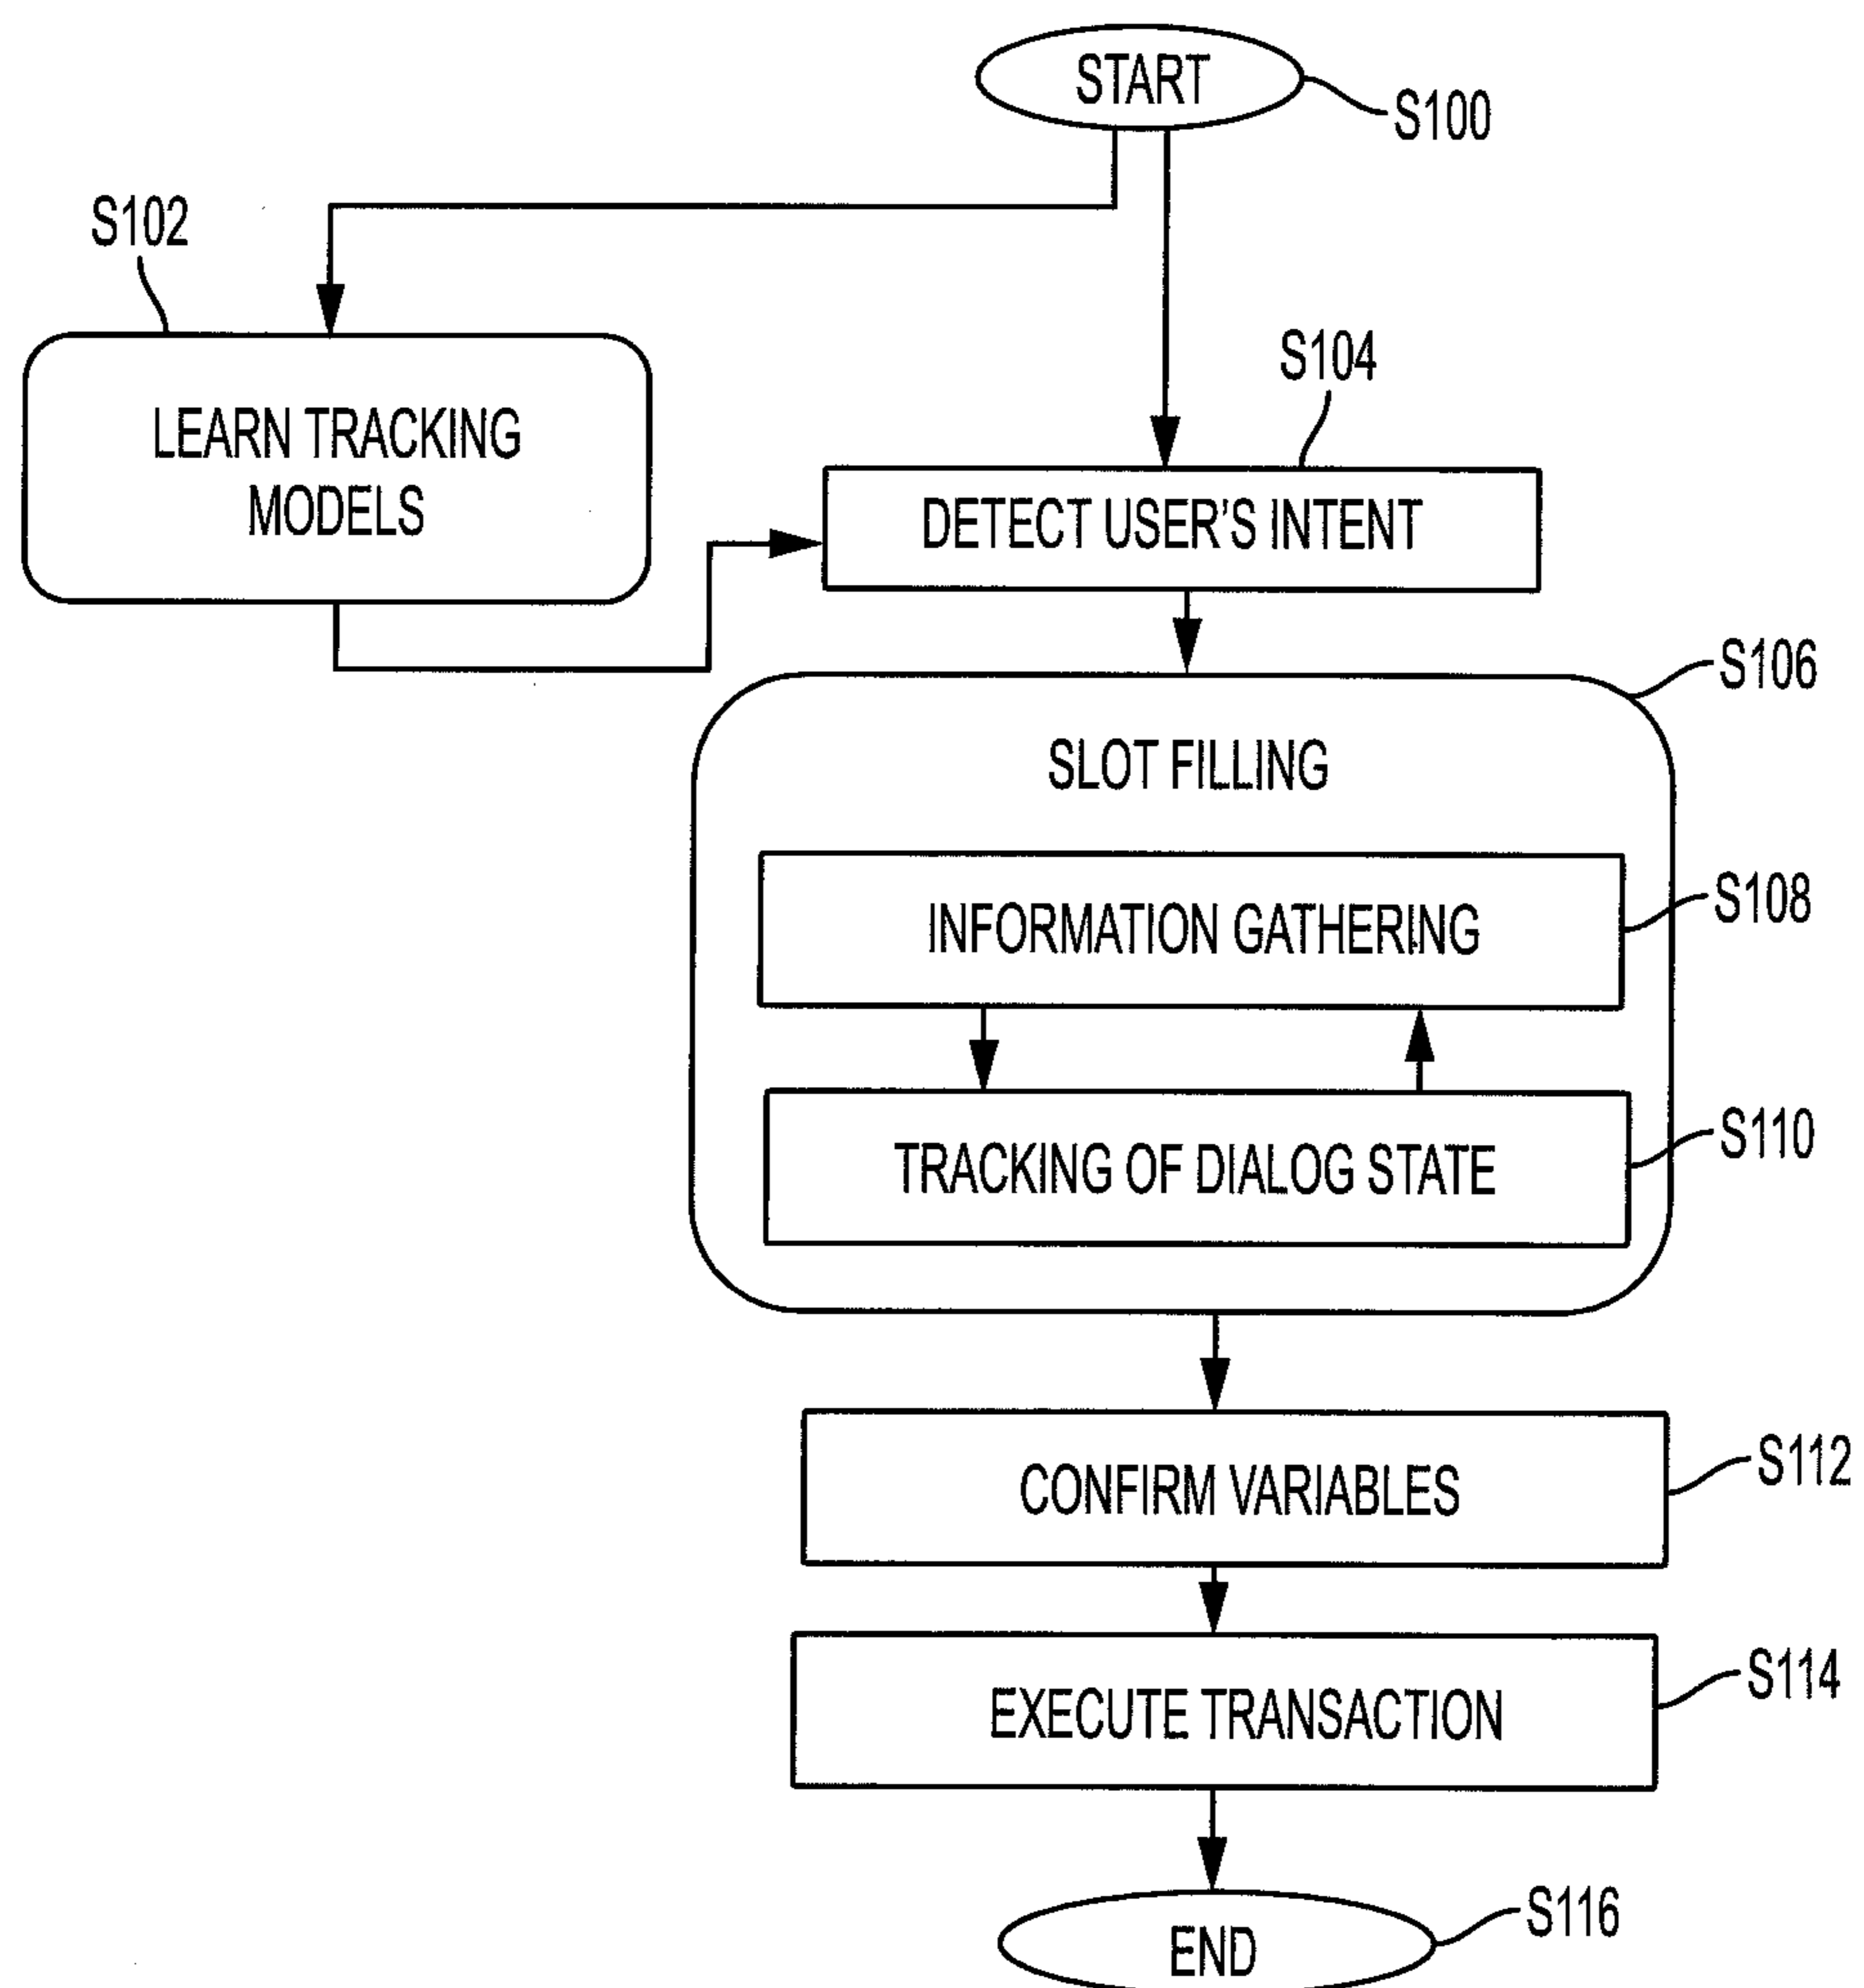 START
S100
S102
LEARN TRACKING
MODELS
S104
DETECT USER'S INTENT
S106
SLOT FILLING
INFORMATION GATHERING
S108
TRACKING OF DIALOG STATE
S110
CONFIRM VARIABLES
S112
EXECUTE TRANSACTION
S114
END
S116